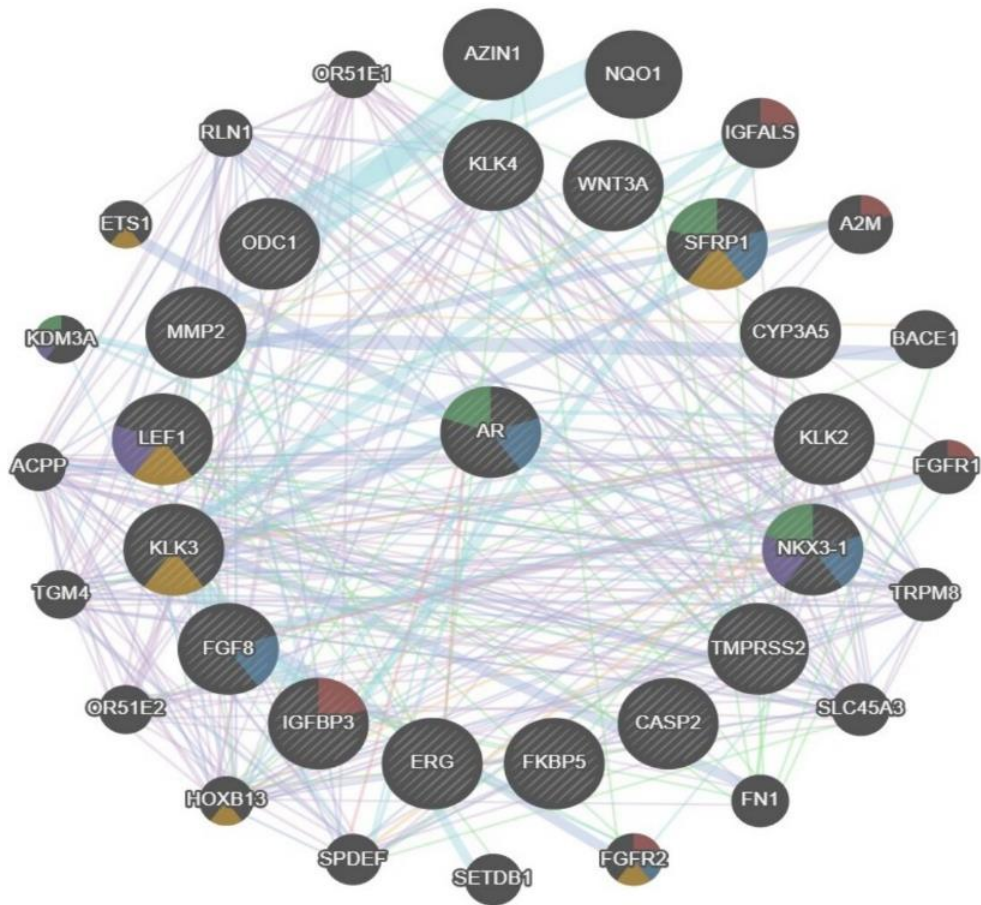 AZIN1
NQO1
OR51E1
IGFALS
RLN1
KLK4
WNT3A
ETS1
ODC1
SFRP1
A2M
KDM3A
MMP2
CYP3A5
BACE1
LEF1
AR
KLK2
ACPP
FGFR1
KLK3
NKX3-1
TGM4
TRPM8
FGF8
TMPRSS2
OR51E2
IGFBP3
CASP2
SLC45A3
ERG
FKBP5
HOXB13
FN1
SPDEF
SETDB1
FGFR2